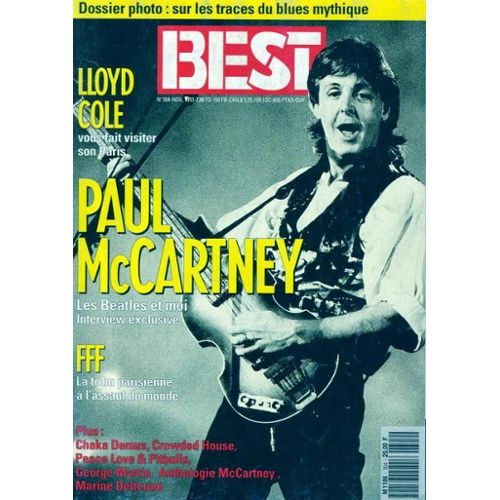 Dossier photo : sur les traces du blues mythique
BEST
LLOYD
COLE
vous fait visiter
son Paris
PAUL
McCARTNEY
Les Beatles et moi
Interview exclusive
FFF
La tribu parisienne
a l'assaut du monde
Plus :
Chaka Demus, Crowded House,
Peace Love & Pitbulls,
George Martin, Anthologie McCartney,
Marine Delterme